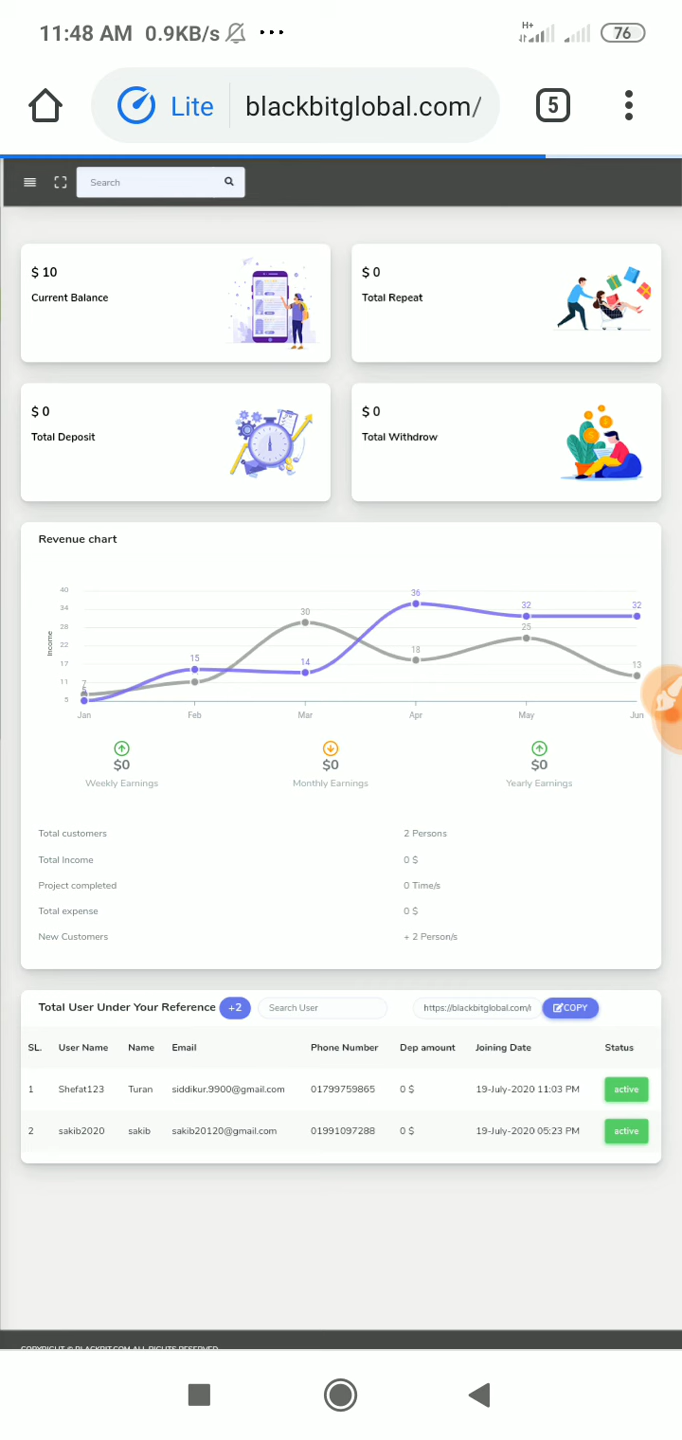 11:48 AM 0.9KB/s ... H+ 76
Lite blackbitglobal.com/ 5
Search
$ 10
Current Balance
$ 0
Total Repeat
$ 0
Total Deposit
$ 0
Total Withdrow
Revenue chart
40
34
28
22
17
11
5
Income
7
15
30
14
36
18
32
25
32
13
Jan Feb Mar Apr May Jun
$0 $0 $0
Weekly Earnings Monthly Earnings Yearly Earnings
Total customers 2 Persons
Total Income 0 $
Project completed 0 Time/s
Total expense 0 $
New Customers + 2 Person/s
Total User Under Your Reference +2 Search User https://blackbitglobal.com/ COPY
SL. User Name Name Email Phone Number Dep amount Joining Date Status
1 Shefat123 Turan siddikur.9900@gmail.com 01799759865 0 $ 19-July-2020 11:03 PM active
2 sakib2020 sakib sakib20120@gmail.com 01991097288 0 $ 19-July-2020 05:23 PM active
COPYRIGHT © BLACKBIT.COM ALL RIGHTS RESERVED